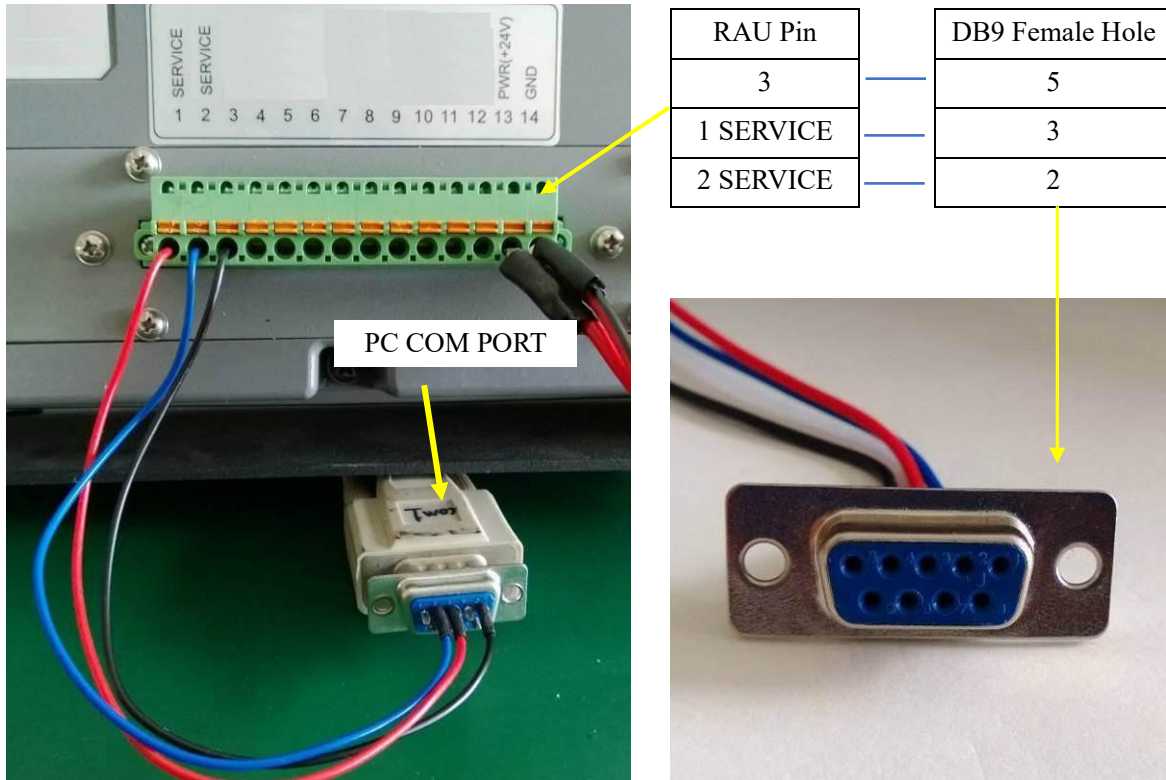 SERVICE
SERVICE
PWR(+24V)
GND
1 2 3 4 5 6 7 8 9 10 11 12 13 14
PC COM PORT
com1
RAU Pin DB9 Female Hole
3 5
1 SERVICE 3
2 SERVICE 2